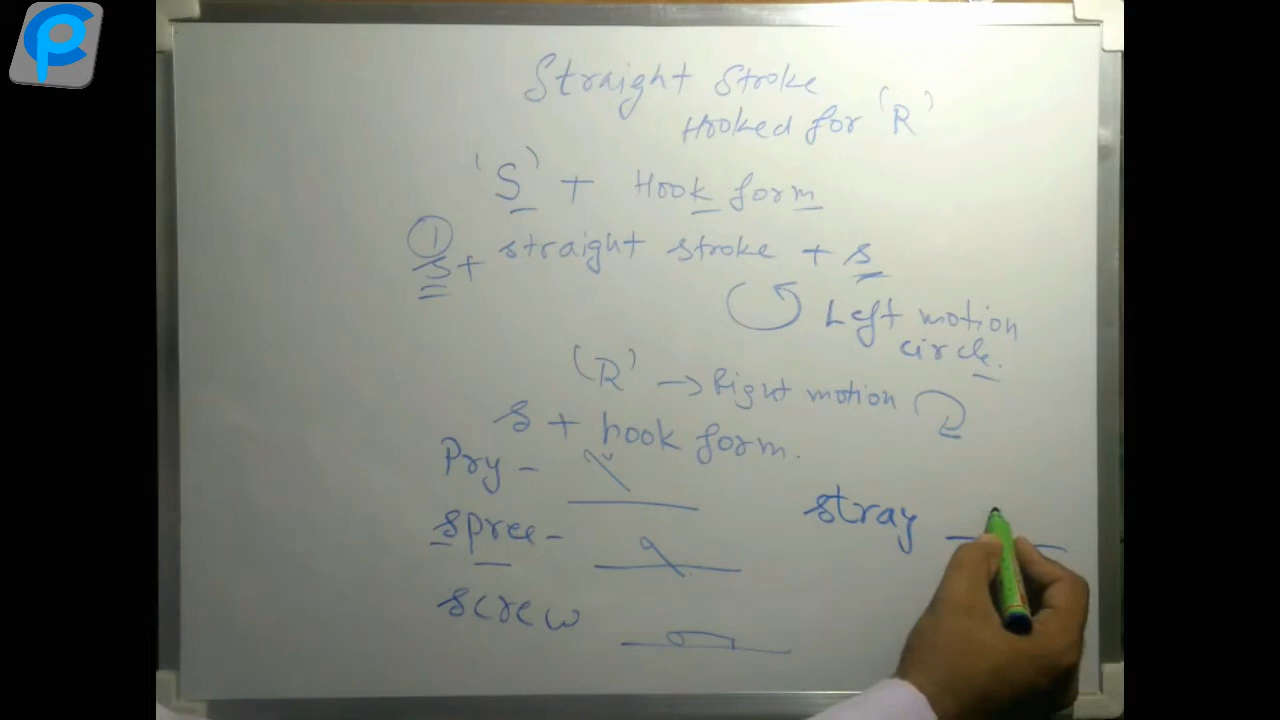 Straight Stroke
Hooked for 'R'
'S' + Hook form
① s + straight stroke + s
Left motion
circle.
'R' → Right motion
s + hook form.
Pry -
spree -
stray
screw